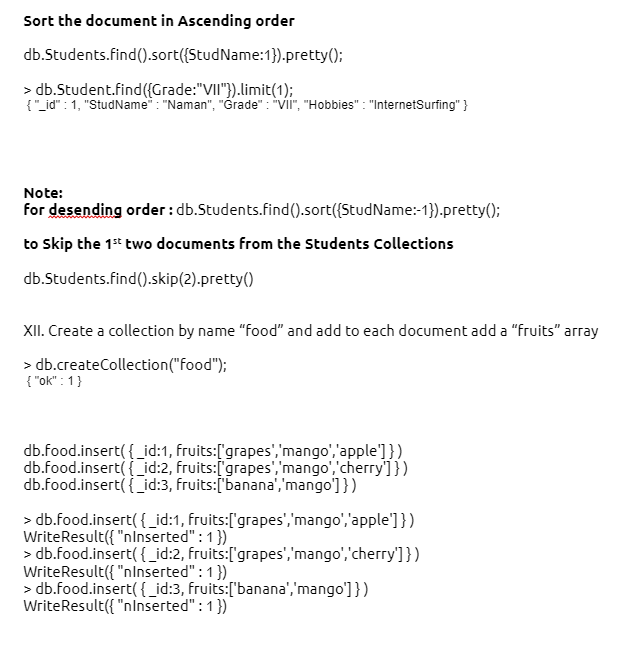 Sort the document in Ascending order
db.Students.find().sort({StudName:1}).pretty();
> db.Student.find({Grade:"VII"}).limit(1);
{ "_id" : 1, "StudName" : "Naman", "Grade" : "VII", "Hobbies" : "InternetSurfing" }
Note:
for desending order : db.Students.find().sort({StudName:-1}).pretty();
to Skip the 1st two documents from the Students Collections
db.Students.find().skip(2).pretty()
XII. Create a collection by name “food” and add to each document add a “fruits” array
> db.createCollection("food");
{ "ok" : 1 }
db.food.insert( { _id:1, fruits:['grapes','mango','apple'] } )
db.food.insert( { _id:2, fruits:['grapes','mango','cherry'] } )
db.food.insert( { _id:3, fruits:['banana','mango'] } )
> db.food.insert( { _id:1, fruits:['grapes','mango','apple'] } )
WriteResult({ "nInserted" : 1 })
> db.food.insert( { _id:2, fruits:['grapes','mango','cherry'] } )
WriteResult({ "nInserted" : 1 })
> db.food.insert( { _id:3, fruits:['banana','mango'] } )
WriteResult({ "nInserted" : 1 })